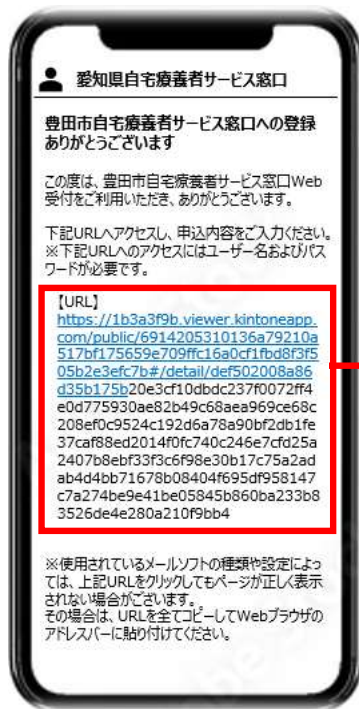 愛知県自宅療養者サービス窓口
豊田市自宅療養者サービス窓口への登録
ありがとうございます
この度は、豊田市自宅療養者サービス窓口Web
受付をご利用いただき、ありがとうございます。
下記URLへアクセスし、申込内容をご入力ください。
※下記URLへのアクセスにはユーザー名およびパス
ワードが必要です。
【URL】
https://1b3a3f9b.viewer.kintoneapp.
com/public/6914205310136a79210a
517bf175659e709ffc16a0cf1fbd8f3f5
05b2e3efc7b#/detail/def502008a86
d35b175b20e3cf10dbdc237f0072ff4
e0d775930ae82b49c68aea969ce68c
208ef0c9524c192d6a78a90bf2db1fe
37caf88ed2014f0fc740c246e7cfd25a
2407b8ebf33f3c6f98e30b17c75a2ad
ab4d4bb71678b08404f695df958147
c7a274be9e41be05845b860ba233b8
3526de4e280a210f9bb4
※使用されているメールソフトの種類や設定によっ
ては、上記URLをクリックしてもページが正しく表示
されない場合がございます。
その場合は、URLを全てコピーしてWebブラウザの
アドレスバーに貼り付けてください。